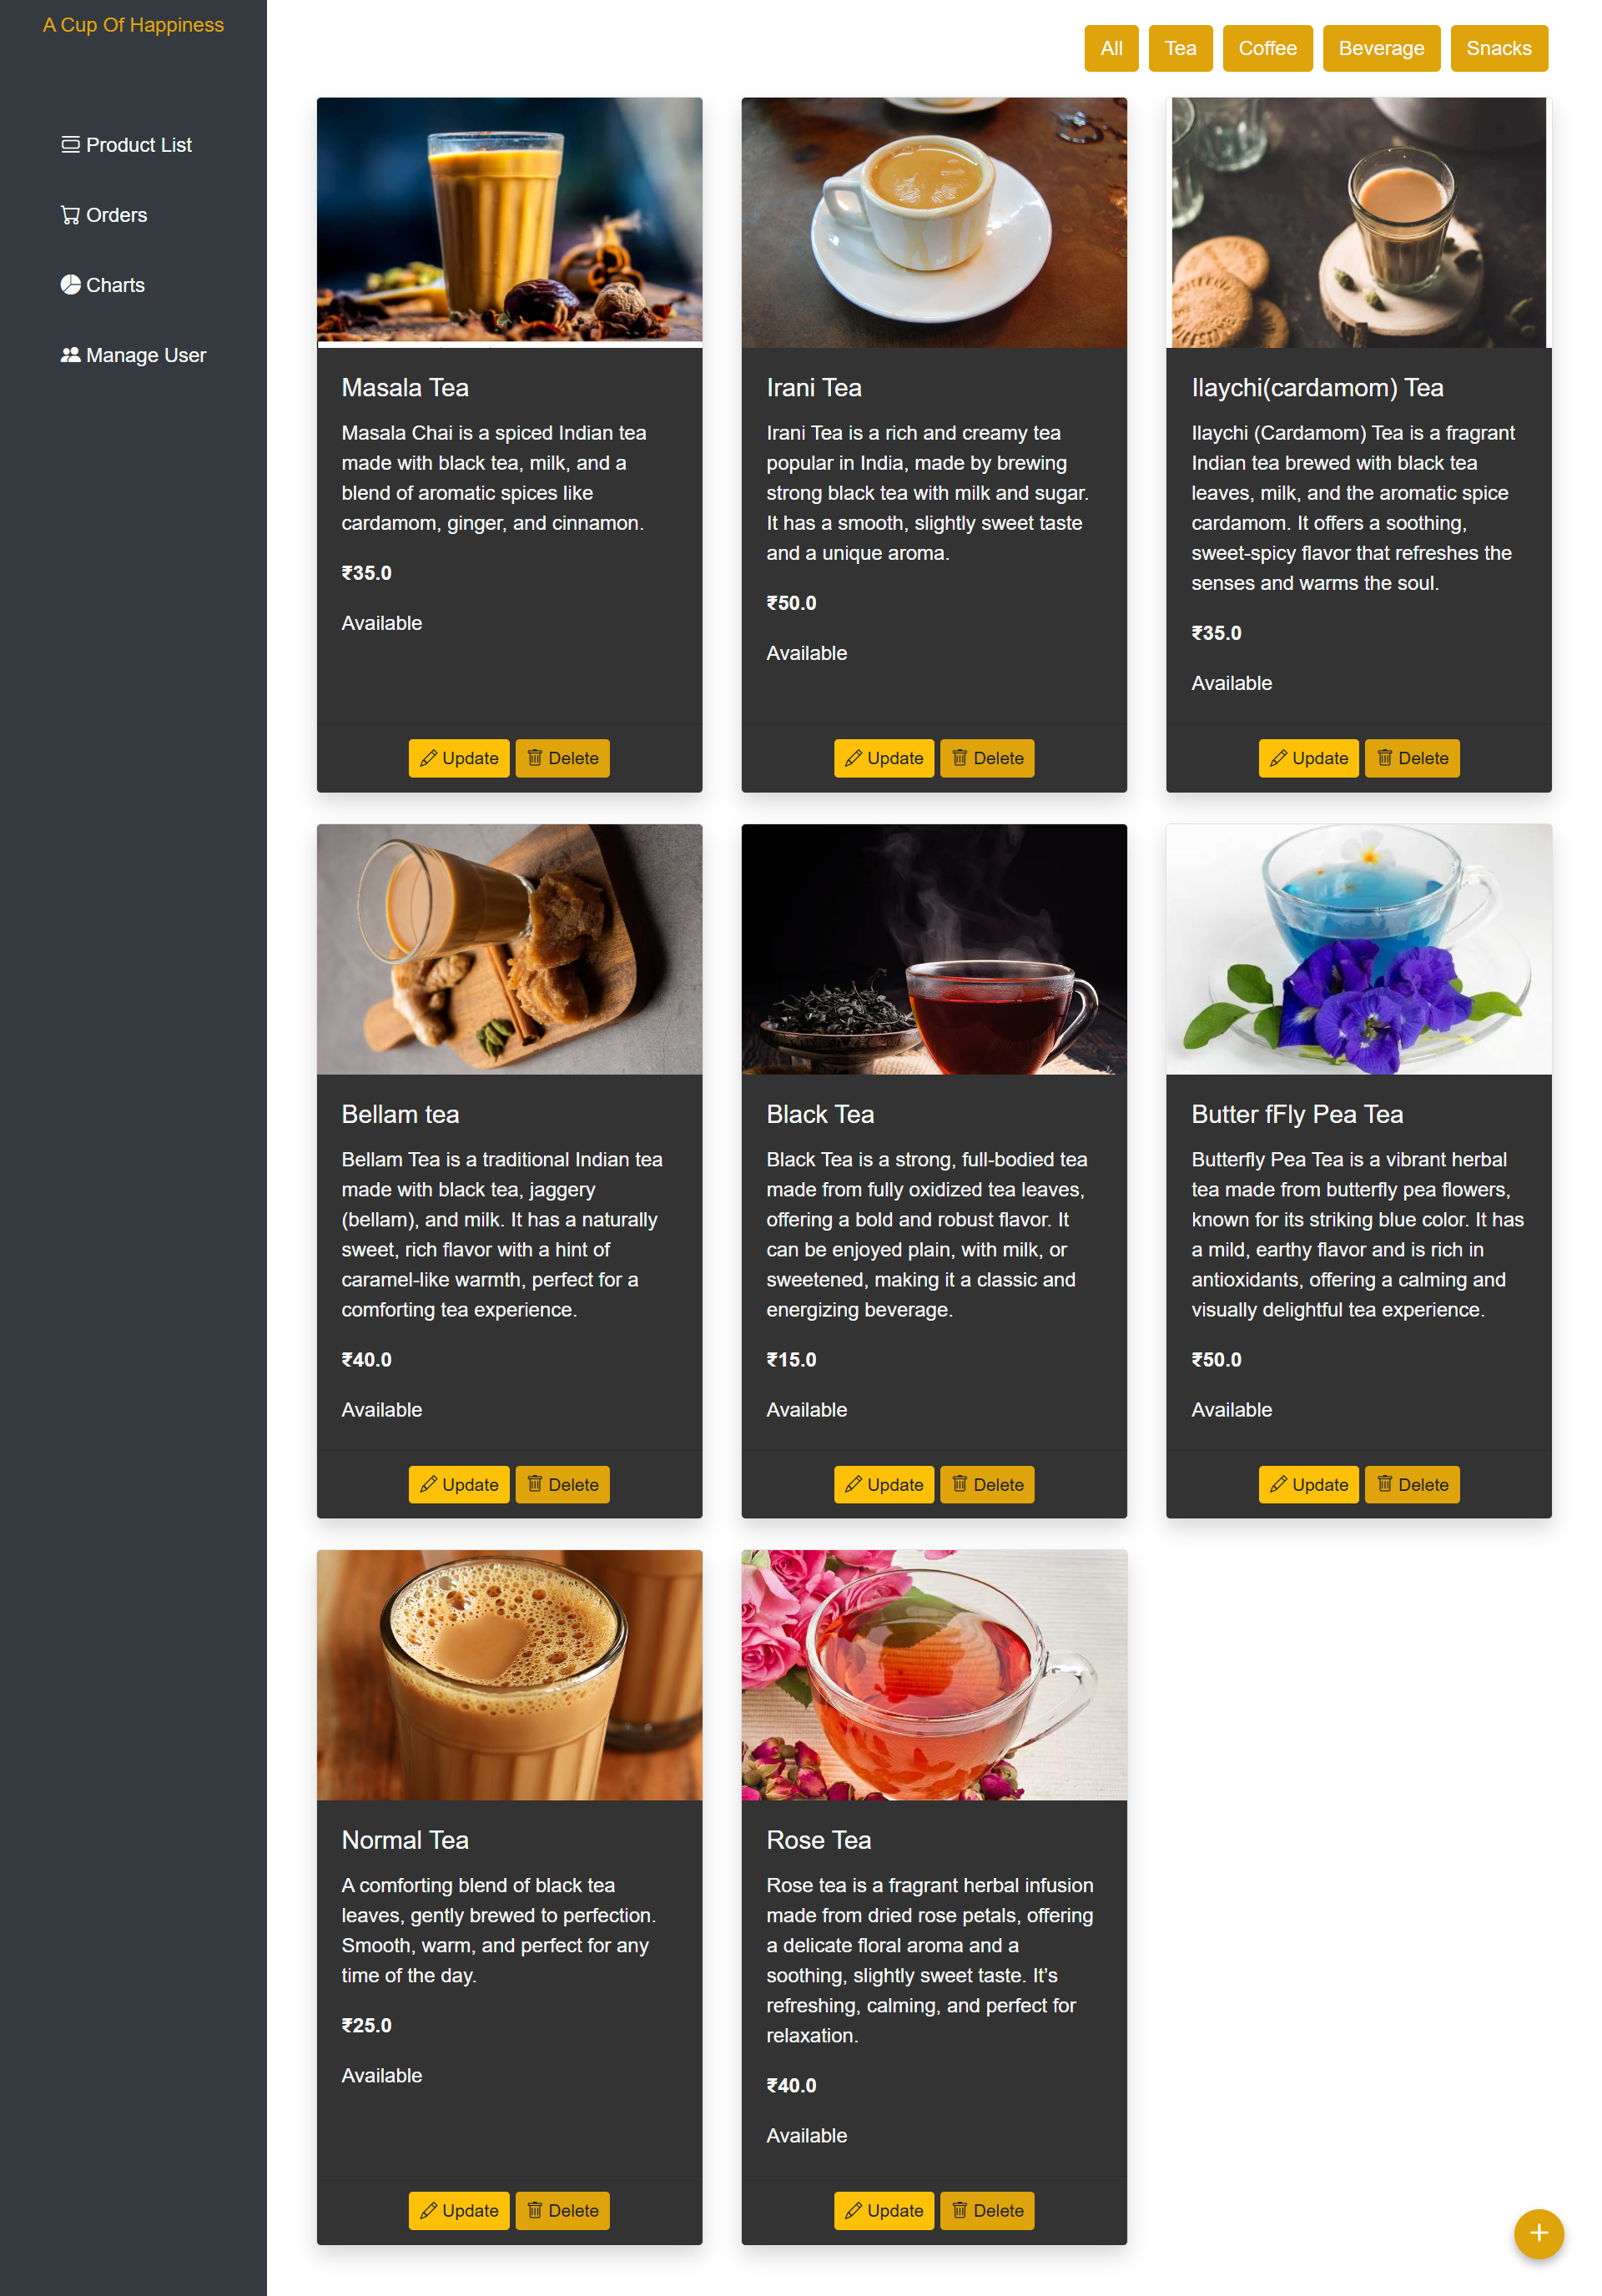 A Cup Of Happiness
All Tea Coffee Beverage Snacks
Product List
Orders
Charts
Manage User
Masala Tea
Masala Chai is a spiced Indian tea
made with black tea, milk, and a
blend of aromatic spices like
cardamom, ginger, and cinnamon.
₹35.0
Available
Update Delete
Irani Tea
Irani Tea is a rich and creamy tea
popular in India, made by brewing
strong black tea with milk and sugar.
It has a smooth, slightly sweet taste
and a unique aroma.
₹50.0
Available
Update Delete
Ilaychi(cardamom) Tea
Ilaychi (Cardamom) Tea is a fragrant
Indian tea brewed with black tea
leaves, milk, and the aromatic spice
cardamom. It offers a soothing,
sweet-spicy flavor that refreshes the
senses and warms the soul.
₹35.0
Available
Update Delete
Bellam tea
Bellam Tea is a traditional Indian tea
made with black tea, jaggery
(bellam), and milk. It has a naturally
sweet, rich flavor with a hint of
caramel-like warmth, perfect for a
comforting tea experience.
₹40.0
Available
Update Delete
Black Tea
Black Tea is a strong, full-bodied tea
made from fully oxidized tea leaves,
offering a bold and robust flavor. It
can be enjoyed plain, with milk, or
sweetened, making it a classic and
energizing beverage.
₹15.0
Available
Update Delete
Butter fFly Pea Tea
Butterfly Pea Tea is a vibrant herbal
tea made from butterfly pea flowers,
known for its striking blue color. It has
a mild, earthy flavor and is rich in
antioxidants, offering a calming and
visually delightful tea experience.
₹50.0
Available
Update Delete
Normal Tea
A comforting blend of black tea
leaves, gently brewed to perfection.
Smooth, warm, and perfect for any
time of the day.
₹25.0
Available
Update Delete
Rose Tea
Rose tea is a fragrant herbal infusion
made from dried rose petals, offering
a delicate floral aroma and a
soothing, slightly sweet taste. It’s
refreshing, calming, and perfect for
relaxation.
₹40.0
Available
Update Delete
+